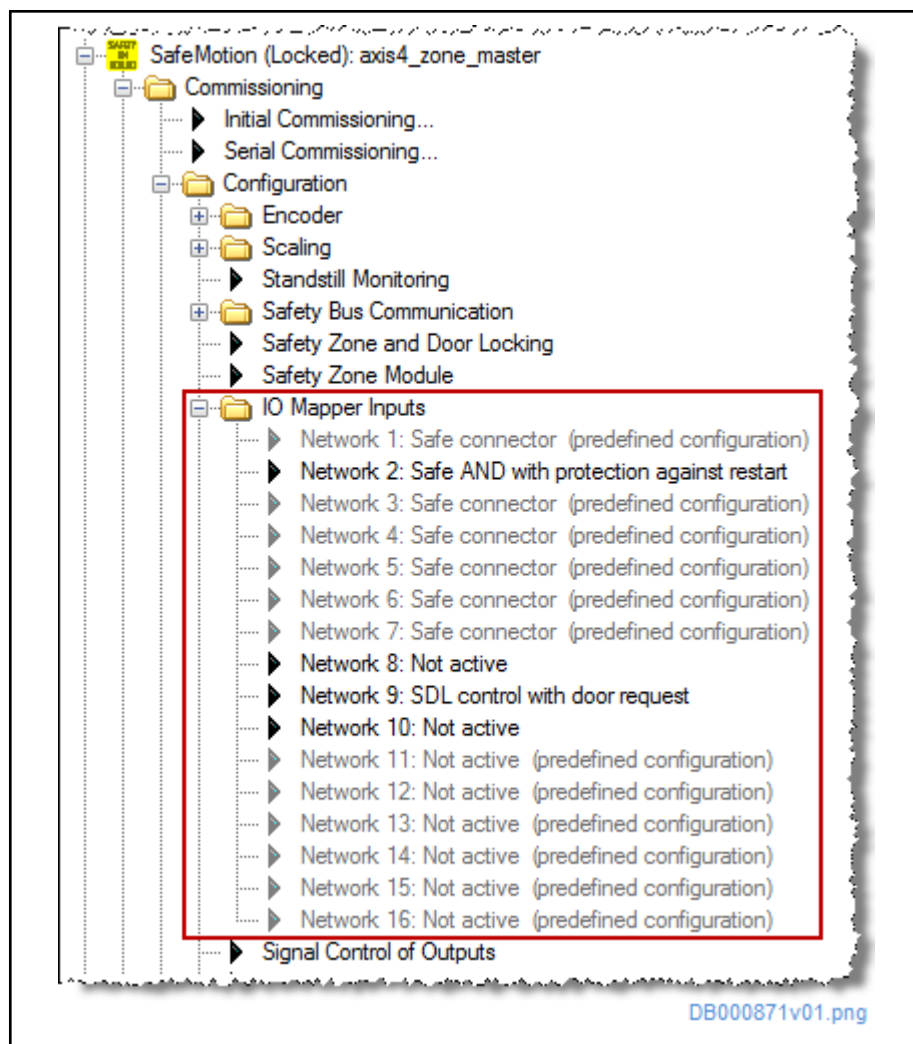 SAFETY
IN
SafeMotion (Locked): axis4_zone_master
Commissioning
Initial Commissioning...
Serial Commissioning...
Configuration
Encoder
Scaling
Standstill Monitoring
Safety Bus Communication
Safety Zone and Door Locking
Safety Zone Module
IO Mapper Inputs
Network 1: Safe connector (predefined configuration)
Network 2: Safe AND with protection against restart
Network 3: Safe connector (predefined configuration)
Network 4: Safe connector (predefined configuration)
Network 5: Safe connector (predefined configuration)
Network 6: Safe connector (predefined configuration)
Network 7: Safe connector (predefined configuration)
Network 8: Not active
Network 9: SDL control with door request
Network 10: Not active
Network 11: Not active (predefined configuration)
Network 12: Not active (predefined configuration)
Network 13: Not active (predefined configuration)
Network 14: Not active (predefined configuration)
Network 15: Not active (predefined configuration)
Network 16: Not active (predefined configuration)
Signal Control of Outputs
DB000871v01.png